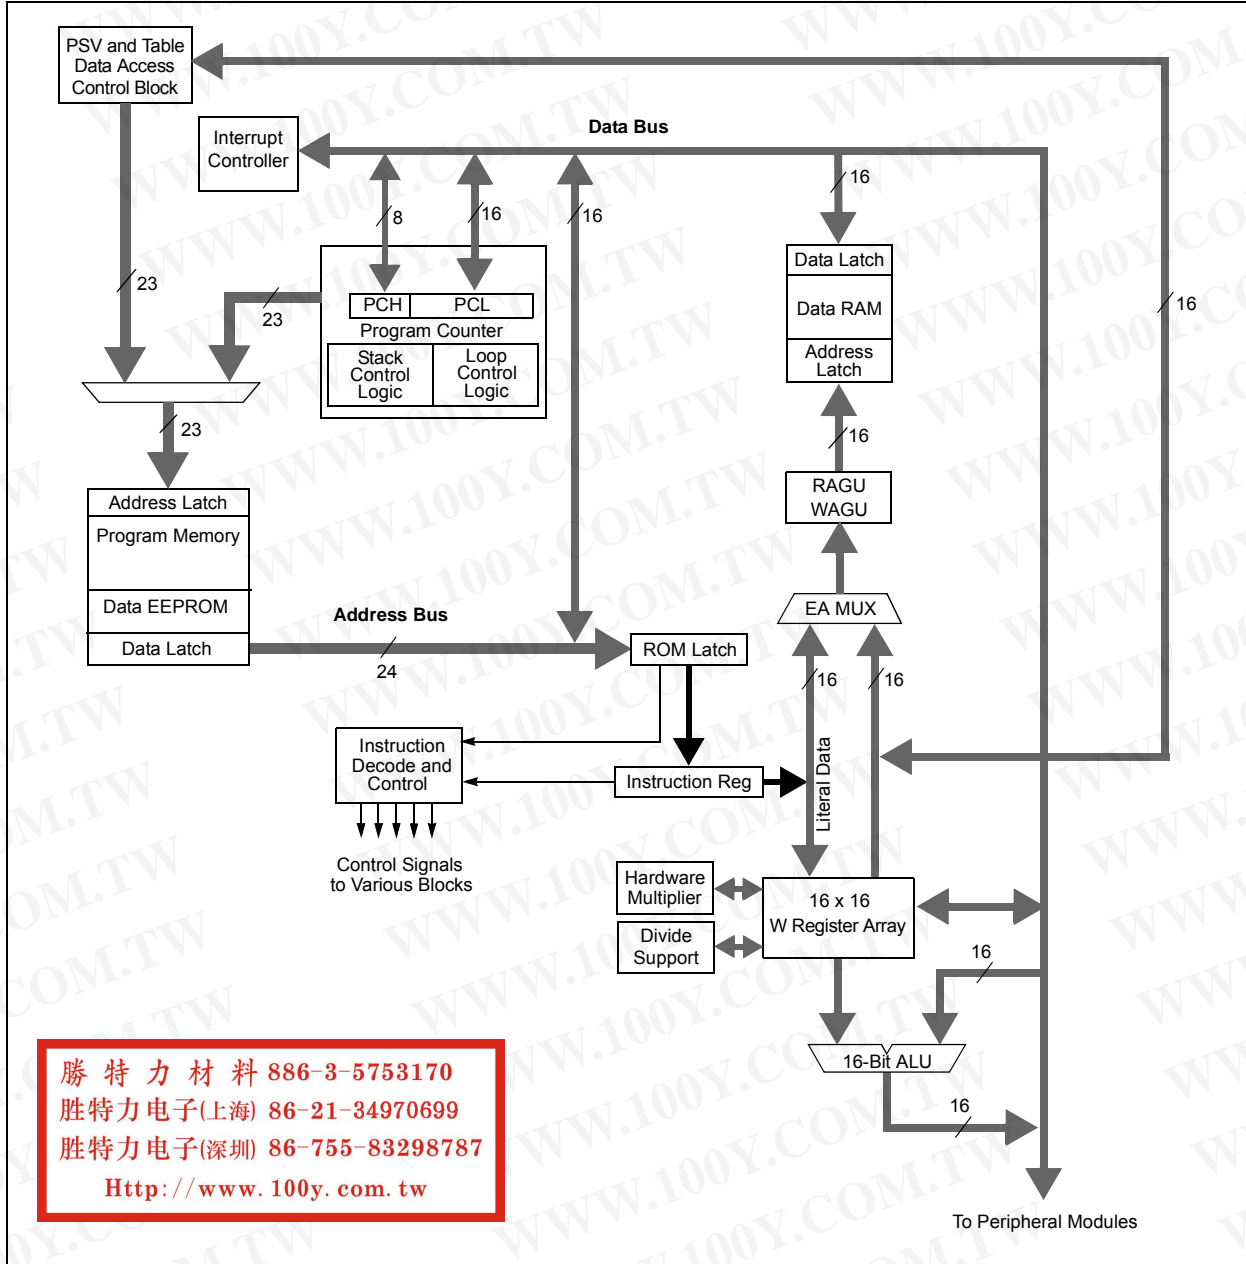 PSV and Table
Data Access
Control Block
Interrupt
Controller
Data Bus
8
16
16
16
16
23
23
PCH
PCL
Program Counter
Stack
Control
Logic
Loop
Control
Logic
Data Latch
Data RAM
Address
Latch
23
16
RAGU
WAGU
Address Latch
Program Memory
Data EEPROM
Data Latch
Address Bus
24
ROM Latch
EA MUX
16
16
Instruction
Decode and
Control
Instruction Reg
Literal Data
Control Signals
to Various Blocks
Hardware
Multiplier
Divide
Support
16 x 16
W Register Array
16
16-Bit ALU
16
To Peripheral Modules
勝特力材料 886-3-5753170
胜特力电子(上海) 86-21-34970699
胜特力电子(深圳) 86-755-83298787
Http://www.100y.com.tw
WWW.100Y.COM.TW